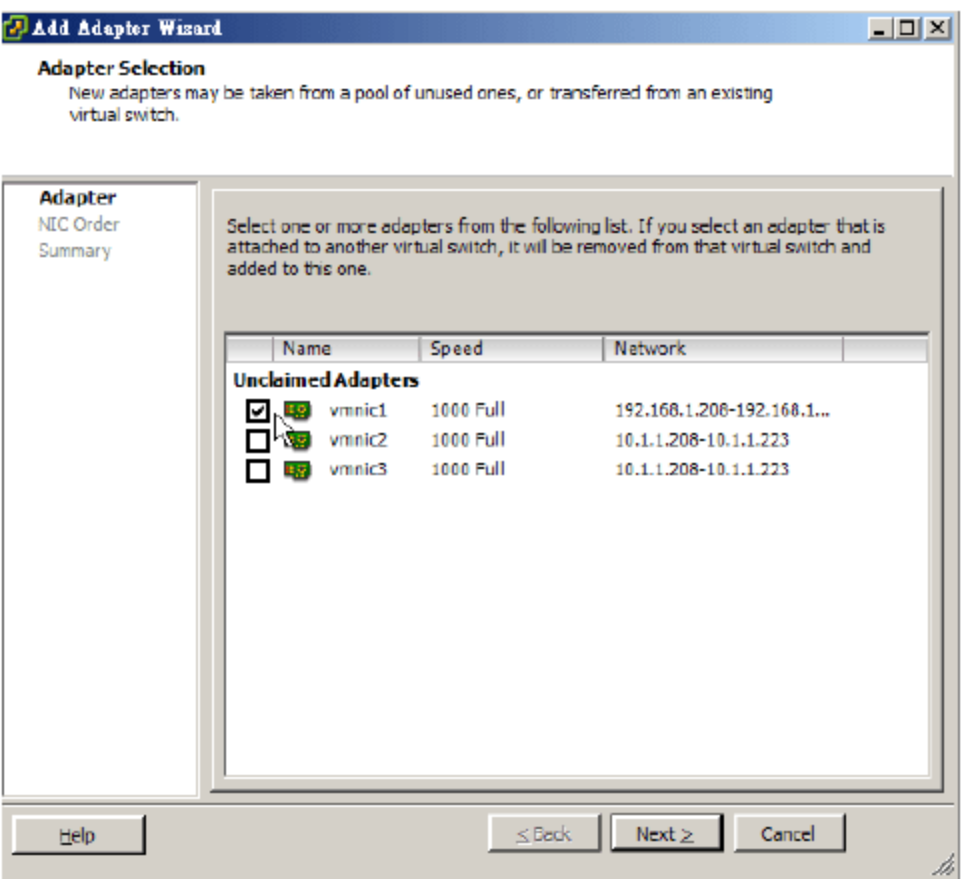 Add Adapter Wizard
Adapter Selection
New adapters may be taken from a pool of unused ones, or transferred from an existing
virtual switch.
Adapter
NIC Order
Summary
Select one or more adapters from the following list. If you select an adapter that is
attached to another virtual switch, it will be removed from that virtual switch and
added to this one.
Name Speed Network
Unclaimed Adapters
vmnic1 1000 Full 192.168.1.208-192.168.1...
vmnic2 1000 Full 10.1.1.208-10.1.1.223
vmnic3 1000 Full 10.1.1.208-10.1.1.223
Help ≤ Back Next ≥ Cancel